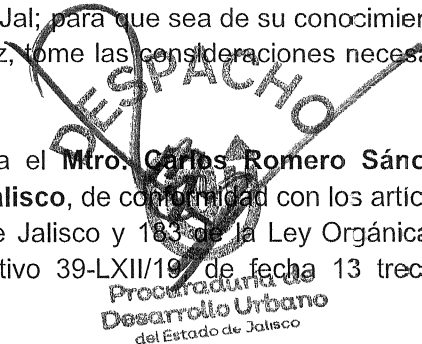 Jal; para que sea de su conocimien
z, tome las consideraciones necesa
DESPACHO
a el Mtro. Carlos Romero Sánc
alisco, de conformidad con los artíc
e Jalisco y 183 de la Ley Orgánica
tivo 39-LXII/19, de fecha 13 trec
Procuraduría de
Desarrollo Urbano
del Estado de Jalisco